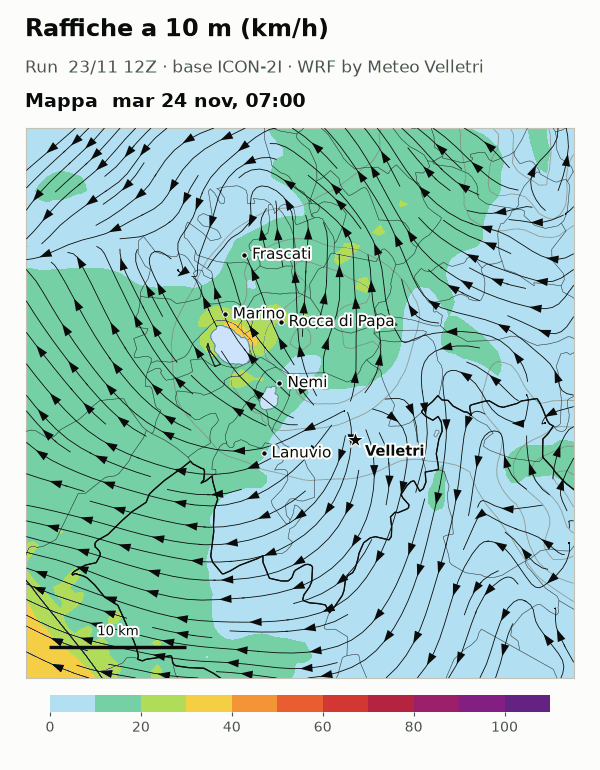 Raffiche a 10 m (km/h)
Run  23/11 12Z · base ICON-2I · WRF by Meteo Velletri
Mappa  mar 24 nov, 07:00
Frascati
Marino
Rocca di Papa
Nemi
Velletri
Lanuvio
10 km
0 20 40 60 80 100